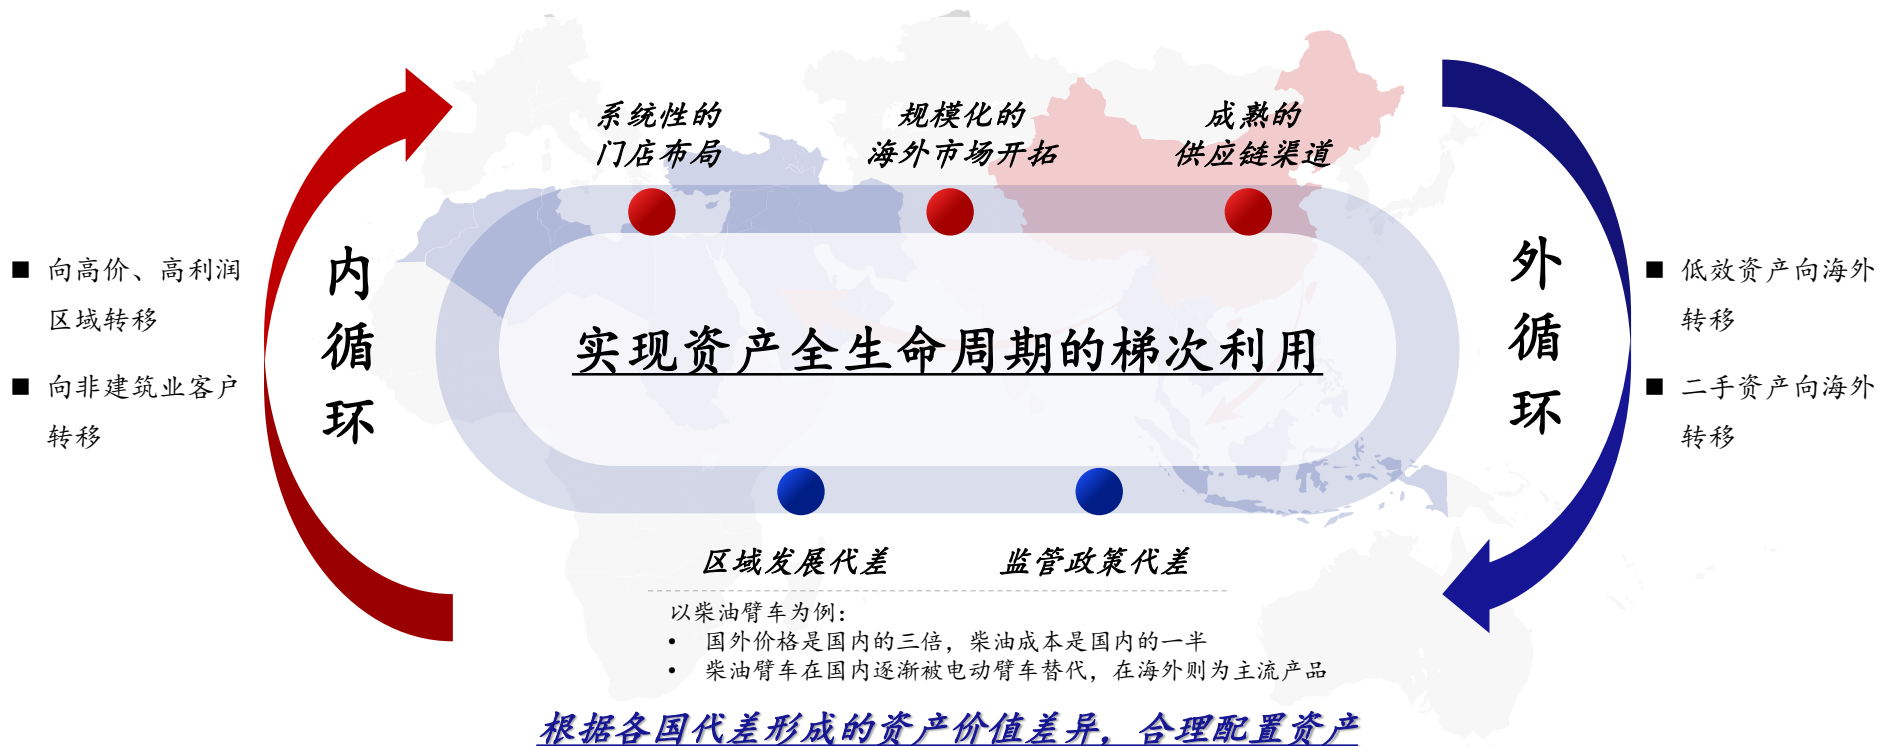 系统性的
门店布局
规模化的
海外市场开拓
成熟的
供应链渠道
内循环
■ 向高价、高利润
区域转移
■ 向非建筑业客户
转移
实现资产全生命周期的梯次利用
外循环
■ 低效资产向海外
转移
■ 二手资产向海外
转移
区域发展代差
监管政策代差
以柴油臂车为例：
• 国外价格是国内的三倍，柴油成本是国内的一半
• 柴油臂车在国内逐渐被电动臂车替代，在海外则为主流产品
根据各国代差形成的资产价值差异，合理配置资产